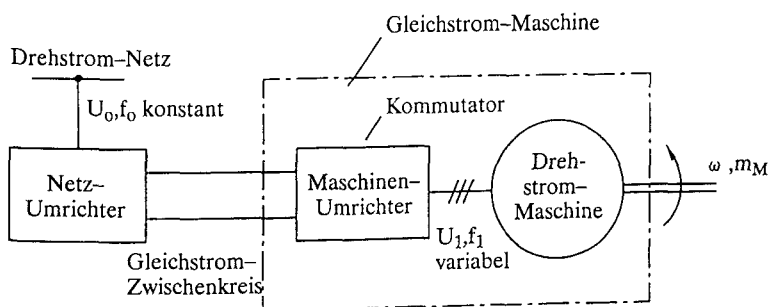 Gleichstrom–Maschine
Drehstrom–Netz
U₀,f₀ konstant
Kommutator
Netz–
Umrichter
Maschinen–
Umrichter
Dreh–
strom–
Maschine
ω ,m_M
U₁,f₁
variabel
Gleichstrom–
Zwischenkreis